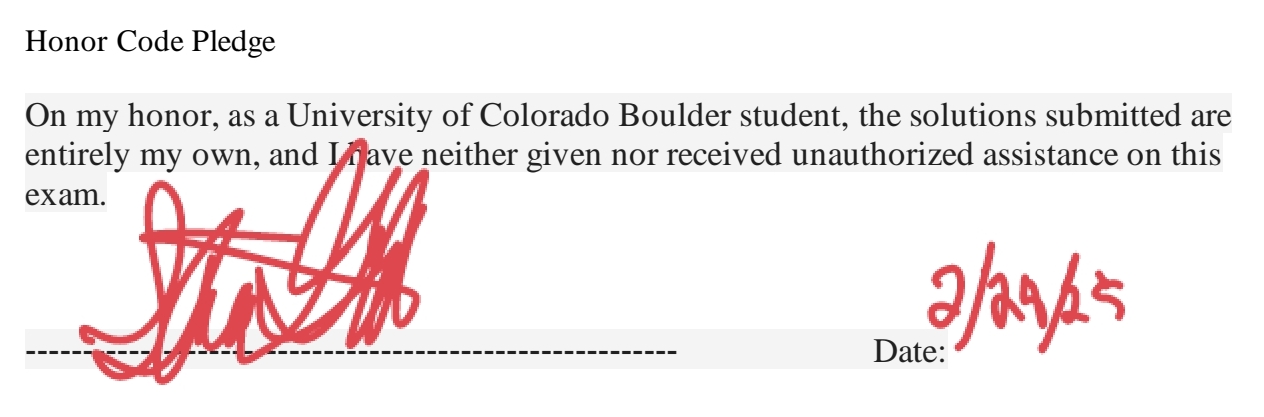 Honor Code Pledge
On my honor, as a University of Colorado Boulder student, the solutions submitted are
entirely my own, and I have neither given nor received unauthorized assistance on this
exam.
Date: 2/29/25